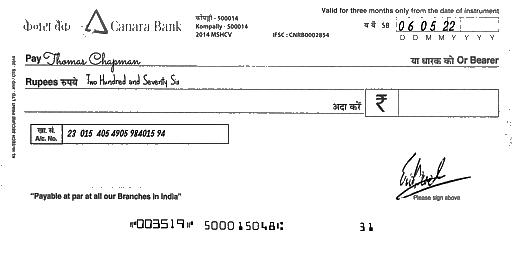 Valid for three months only from the date of instrument
केनरा बैंक Canara Bank
कोंपल्ली - 500014
Kompally - 500014
2014 MSHCV
IFSC : CNRB0002854
SB 06 05 22
D D M M Y Y Y Y
Pay Thomas Chapman या धारक को Or Bearer
Rupees रुपये Two Hundred and Seventy Six
अदा करें ₹
खा. सं.
A/c. No.
23 015 405 4905 984015 94
Please sign above
"Payable at par at all our Branches in India"
⑈003519⑈ 500015048⑆ 31